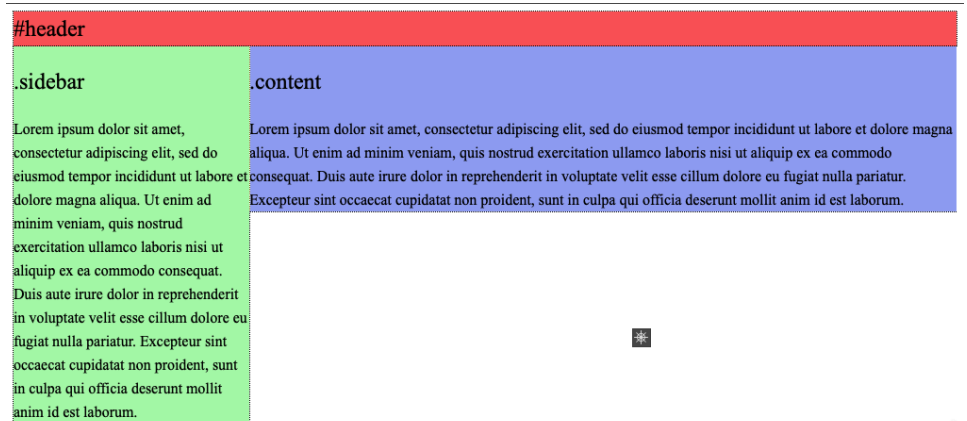 #header
.sidebar
Lorem ipsum dolor sit amet,
consectetur adipiscing elit, sed do
eiusmod tempor incididunt ut labore et
dolore magna aliqua. Ut enim ad
minim veniam, quis nostrud
exercitation ullamco laboris nisi ut
aliquip ex ea commodo consequat.
Duis aute irure dolor in reprehenderit
in voluptate velit esse cillum dolore eu
fugiat nulla pariatur. Excepteur sint
occaecat cupidatat non proident, sunt
in culpa qui officia deserunt mollit
anim id est laborum.
.content
Lorem ipsum dolor sit amet, consectetur adipiscing elit, sed do eiusmod tempor incididunt ut labore et dolore magna
aliqua. Ut enim ad minim veniam, quis nostrud exercitation ullamco laboris nisi ut aliquip ex ea commodo
consequat. Duis aute irure dolor in reprehenderit in voluptate velit esse cillum dolore eu fugiat nulla pariatur.
Excepteur sint occaecat cupidatat non proident, sunt in culpa qui officia deserunt mollit anim id est laborum.